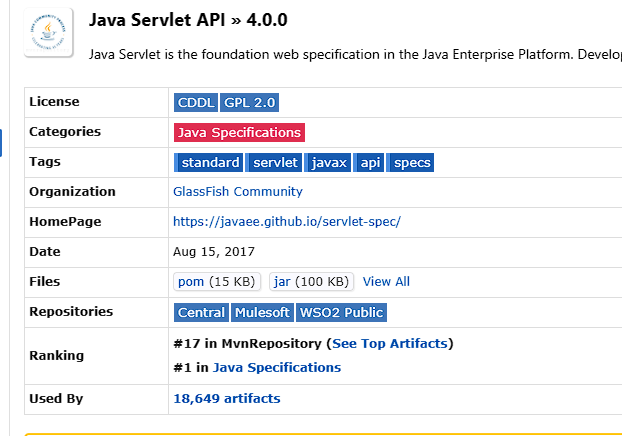 Java Servlet API » 4.0.0
Java Servlet is the foundation web specification in the Java Enterprise Platform. Develop
License CDDL GPL 2.0
Categories Java Specifications
Tags standard servlet javax api specs
Organization GlassFish Community
HomePage https://javaee.github.io/servlet-spec/
Date Aug 15, 2017
Files pom (15 KB) jar (100 KB) View All
Repositories Central Mulesoft WSO2 Public
Ranking #17 in MvnRepository (See Top Artifacts)
#1 in Java Specifications
Used By 18,649 artifacts